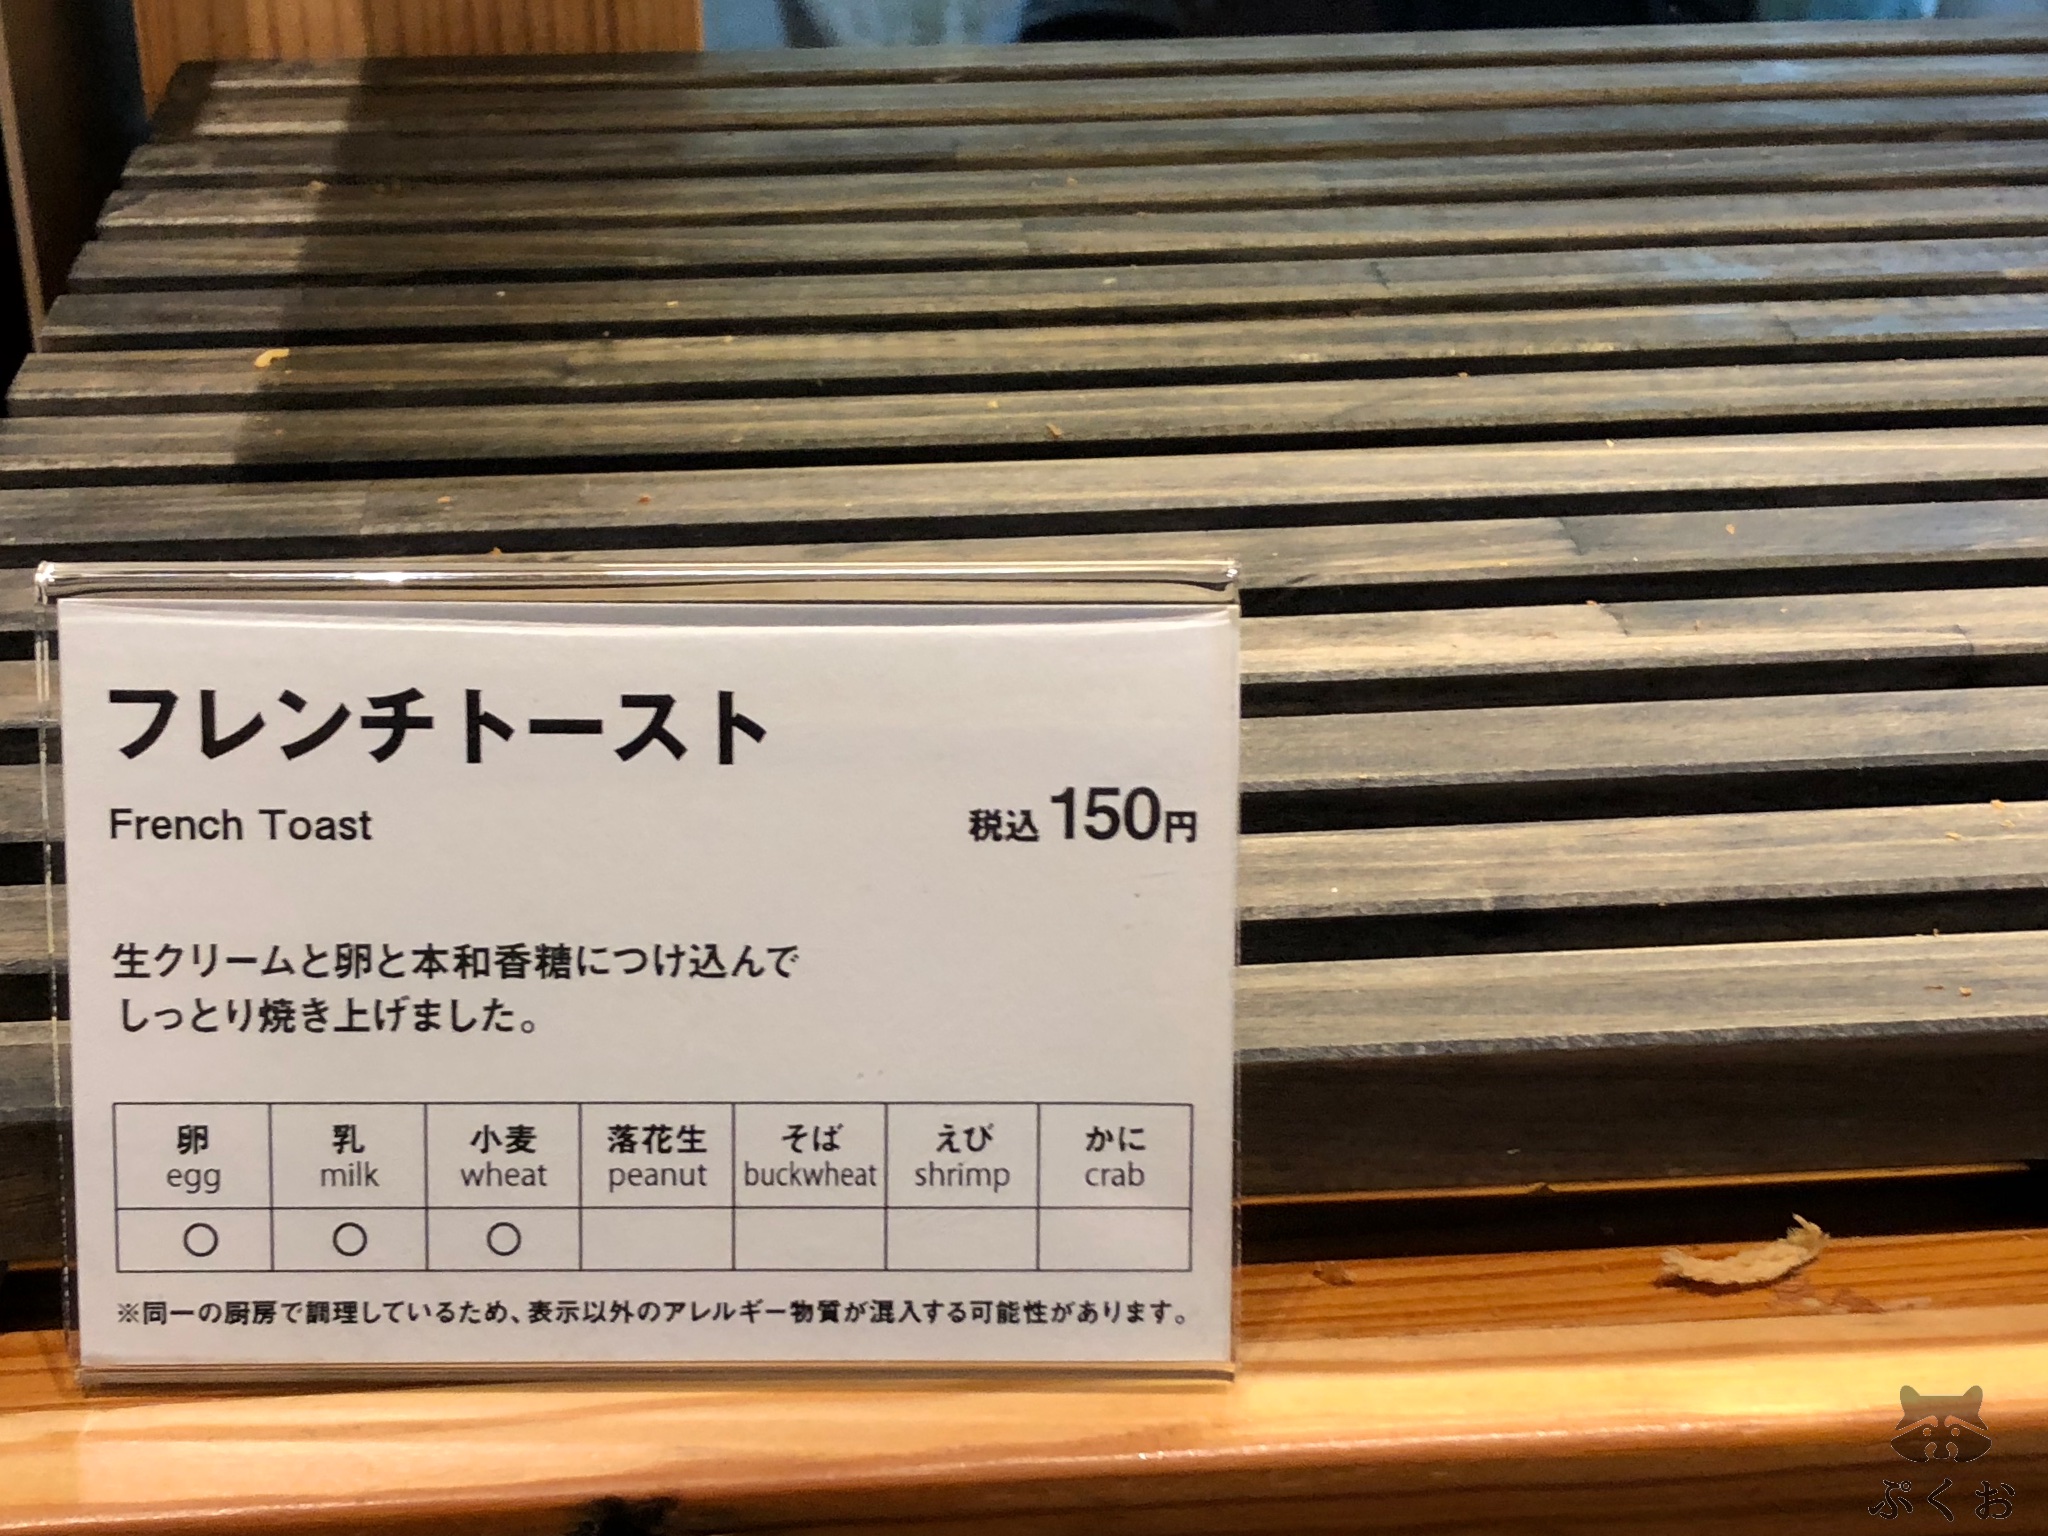 フレンチトースト
French Toast
税込150円
生クリームと卵と本和香糖につけ込んで
しっとり焼き上げました。
卵 乳 小麦 落花生 そば えび かに
egg milk wheat peanut buckwheat shrimp crab
○ ○ ○
※同一の厨房で調理しているため、表示以外のアレルギー物質が混入する可能性があります。
ぷくお